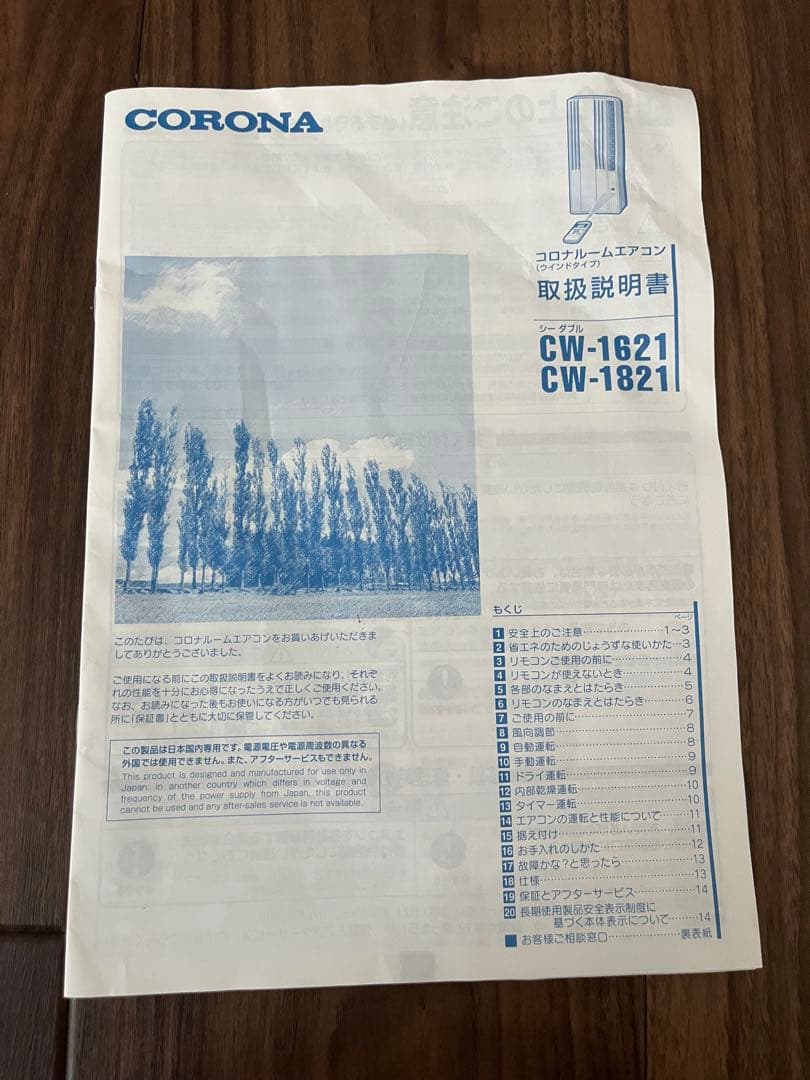 CORONA
コロナルームエアコン
(ウインドタイプ)
取扱説明書
シー ダブル
CW-1621
CW-1821
このたびは、コロナルームエアコンをお買いあげいただきま
してありがとうございました。
ご使用になる前にこの取扱説明書をよくお読みになり、それぞ
れの性能を十分にお心得になったうえで正しくご使用ください。
なお、お読みになった後もお使いになる方がいつでも見られる
所に「保証書」とともに大切に保管してください。
この製品は日本国内専用です。電源電圧や電源周波数の異なる
外国では使用できません。また、アフターサービスもできません。
This product is designed and manufactured for use only in
Japan. In another country which differs in voltage and
frequency of the power supply from Japan, this product
cannot be used and any after-sales service is not available.
もくじ
ページ
1 安全上のご注意……………………1～3
2 省エネのためのじょうずな使いかた…3
3 リモコンご使用の前に…………………4
4 リモコンが使えないとき………………4
5 各部のなまえとはたらき………………5
6 リモコンのなまえとはたらき…………6
7 ご使用の前に……………………………7
8 風向調節…………………………………8
9 自動運転…………………………………8
10 手動運転…………………………………9
11 ドライ運転………………………………9
12 内部乾燥運転……………………………10
13 タイマー運転……………………………10
14 エアコンの運転と性能について………11
15 据え付け…………………………………11
16 お手入れのしかた………………………12
17 故障かな?と思ったら…………………13
18 仕様………………………………………13
19 保証とアフターサービス………………14
20 長期使用製品安全表示制度に
基づく本体表示について………14
お客様ご相談窓口…………………裏表紙